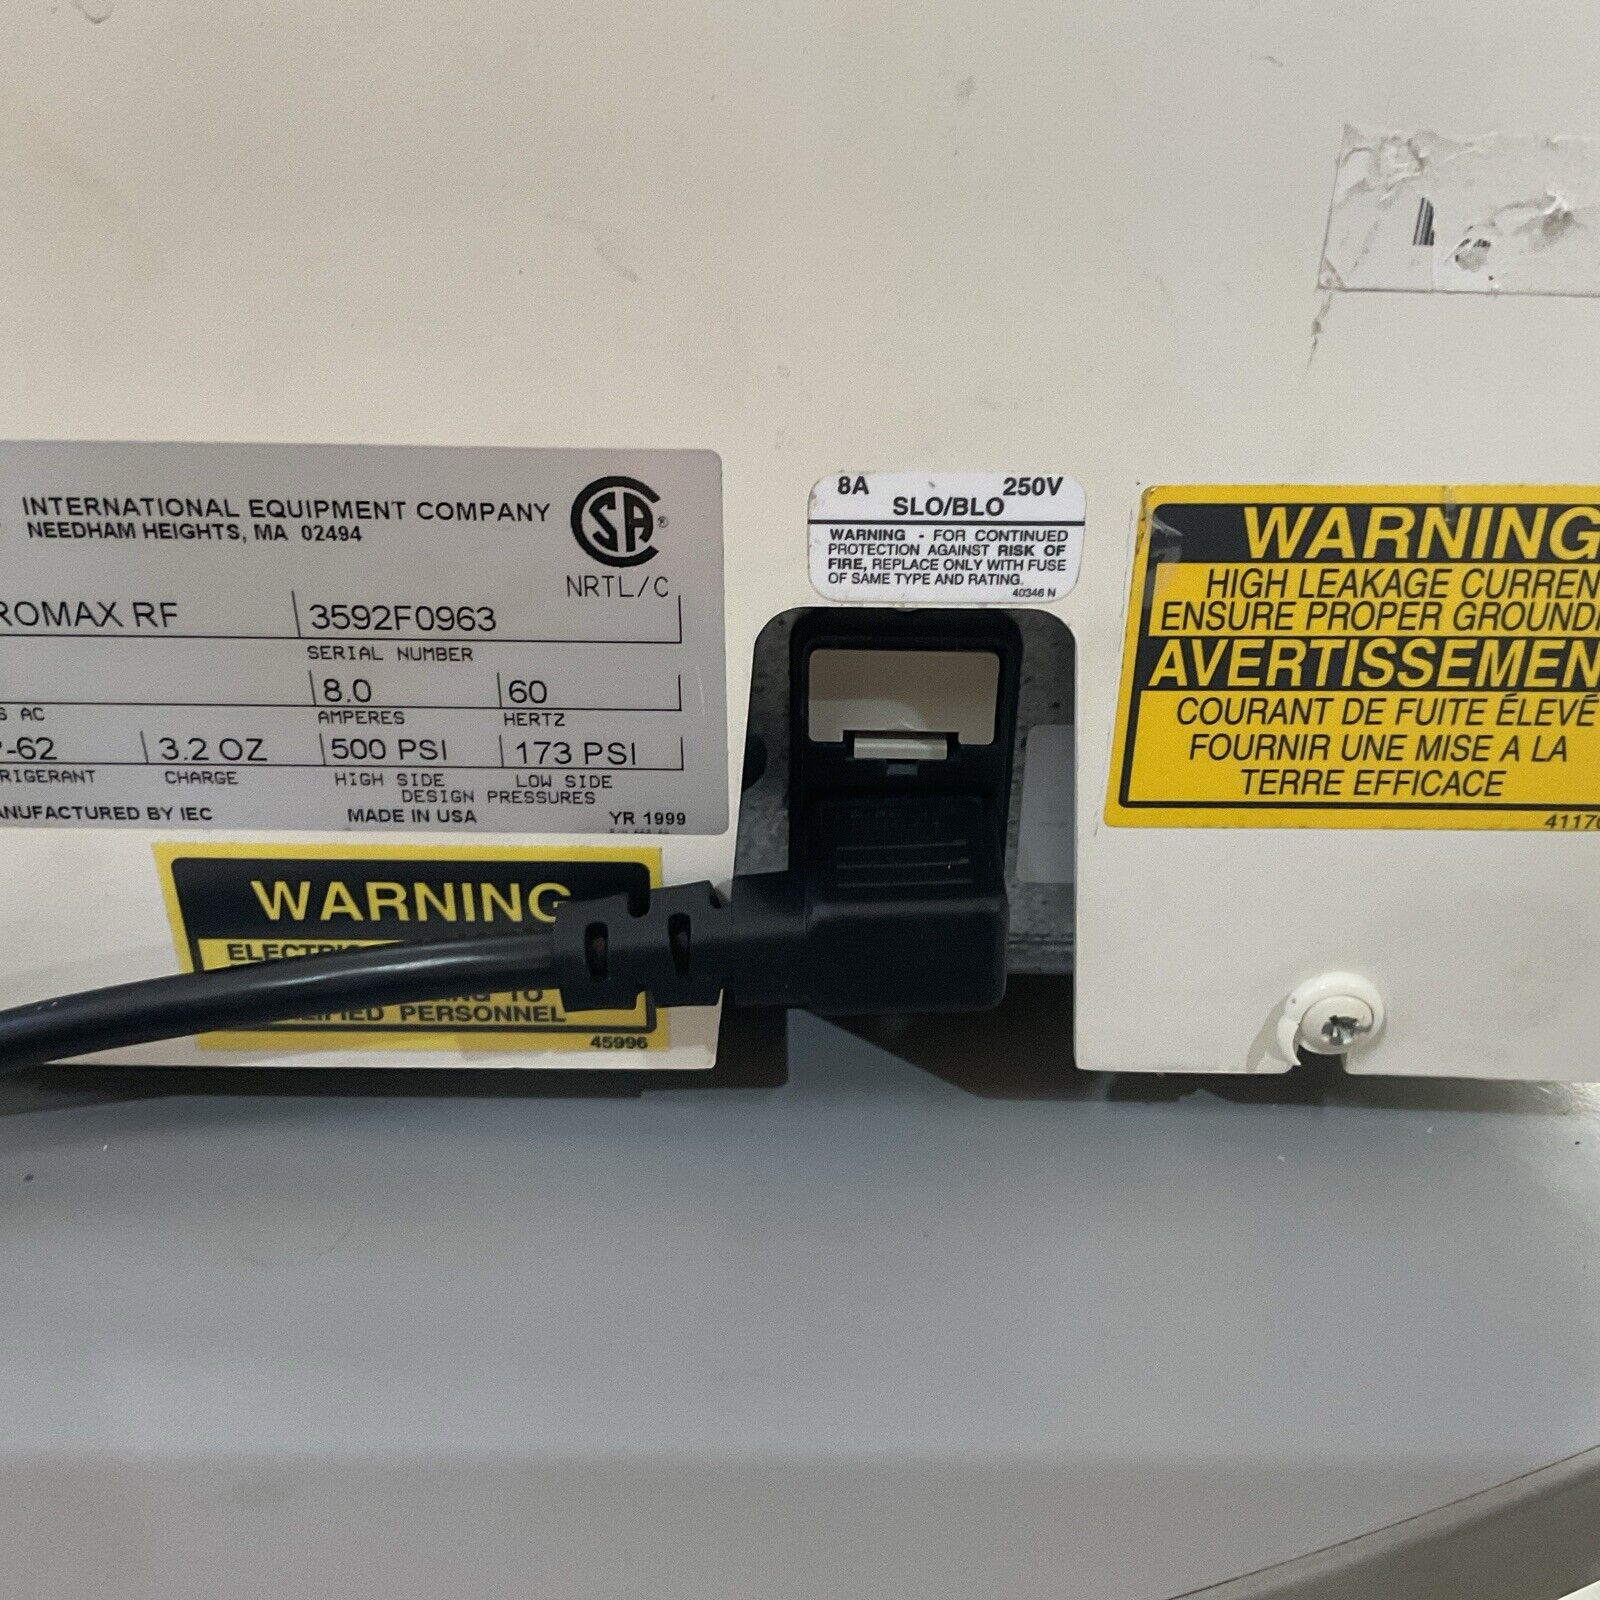 INTERNATIONAL EQUIPMENT COMPANY
NEEDHAM HEIGHTS, MA 02494
SA ®
NRTL/C
ROMAX RF 3592F0963
SERIAL NUMBER
8.0 60
S AC AMPERES HERTZ
-62 3.2 OZ 500 PSI 173 PSI
RIGERANT CHARGE HIGH SIDE LOW SIDE
DESIGN PRESSURES
ANUFACTURED BY IEC MADE IN USA YR 1999
WARNING
ELECTRIC
TO
PERSONNEL
45996
8A 250V
SLO/BLO
WARNING - FOR CONTINUED
PROTECTION AGAINST RISK OF
FIRE, REPLACE ONLY WITH FUSE
OF SAME TYPE AND RATING.
40346 N
WARNING
HIGH LEAKAGE CURREN
ENSURE PROPER GROUNDI
AVERTISSEMEN
COURANT DE FUITE ÉLEVÉ
FOURNIR UNE MISE A LA
TERRE EFFICACE
4117